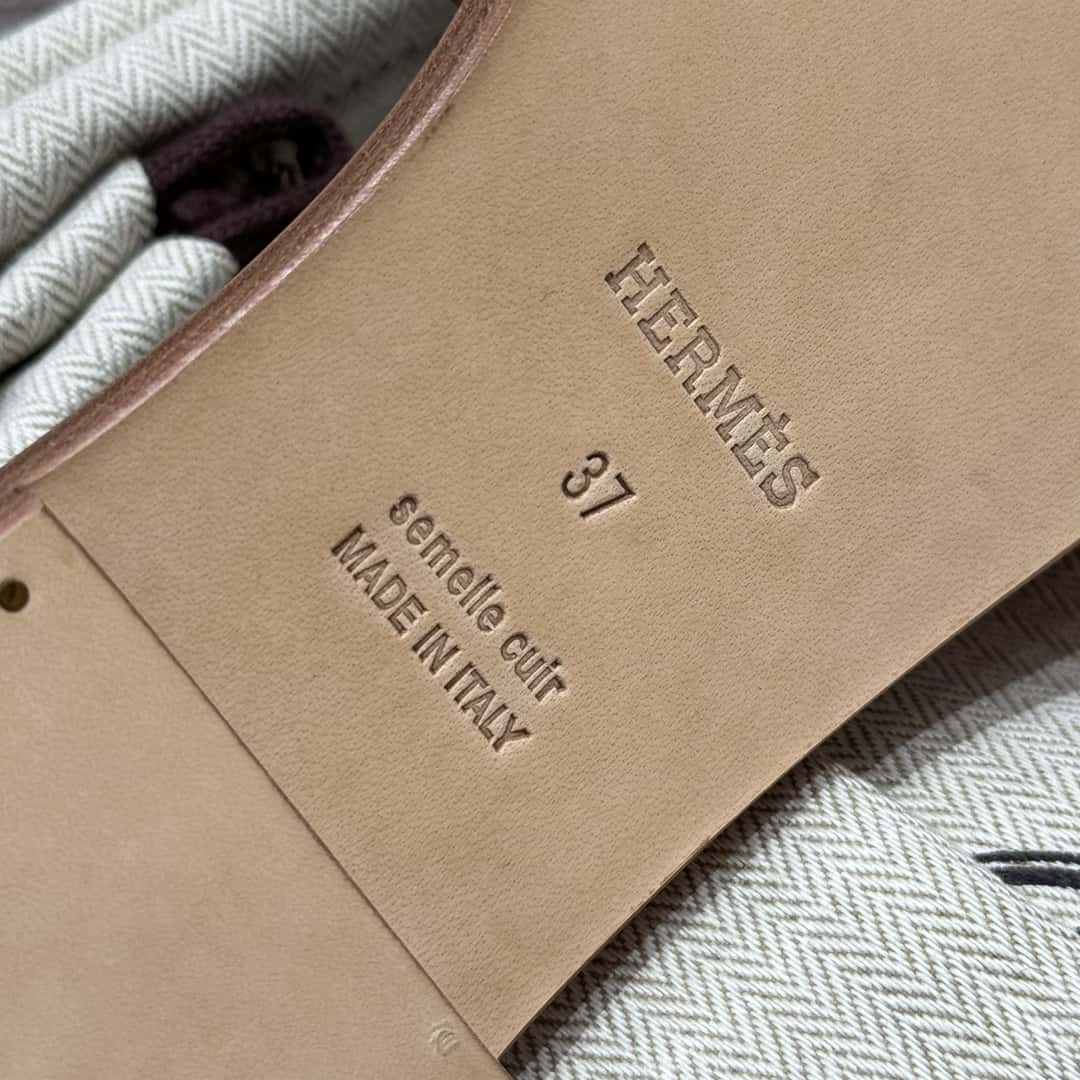 HERMÈS
37
semelle cuir
MADE IN ITALY